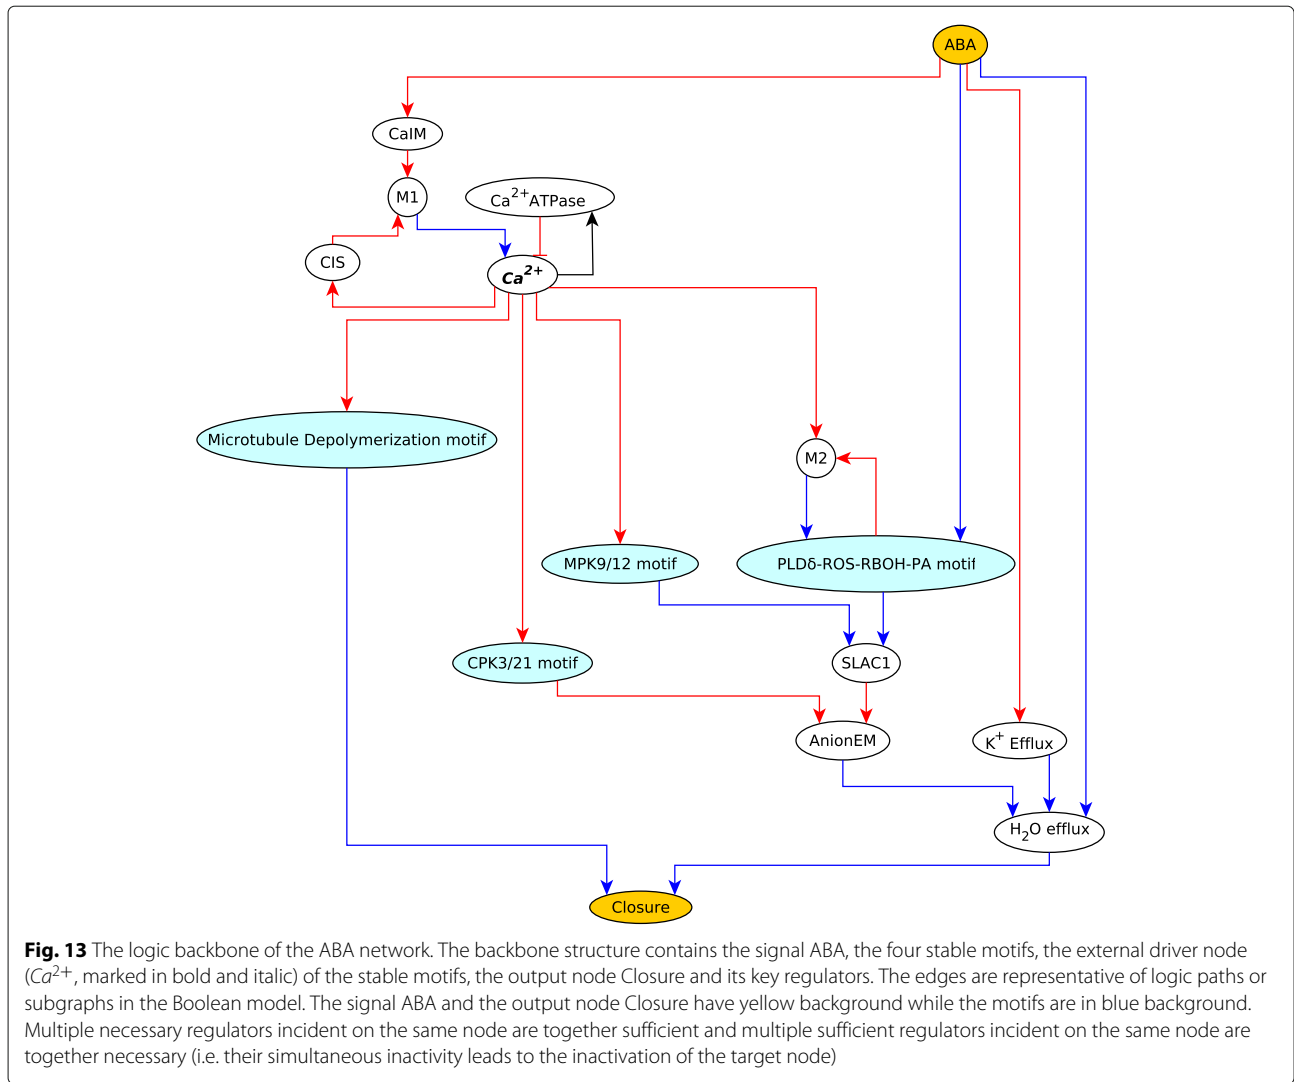 ABA
CaIM
M1
Ca2+ATPase
CIS
Ca2+
Microtubule Depolymerization motif
M2
MPK9/12 motif
PLDδ-ROS-RBOH-PA motif
CPK3/21 motif
SLAC1
AnionEM
K+ Efflux
H2O efflux
Closure
Fig. 13 The logic backbone of the ABA network. The backbone structure contains the signal ABA, the four stable motifs, the external driver node
(Ca2+, marked in bold and italic) of the stable motifs, the output node Closure and its key regulators. The edges are representative of logic paths or
subgraphs in the Boolean model. The signal ABA and the output node Closure have yellow background while the motifs are in blue background.
Multiple necessary regulators incident on the same node are together sufficient and multiple sufficient regulators incident on the same node are
together necessary (i.e. their simultaneous inactivity leads to the inactivation of the target node)